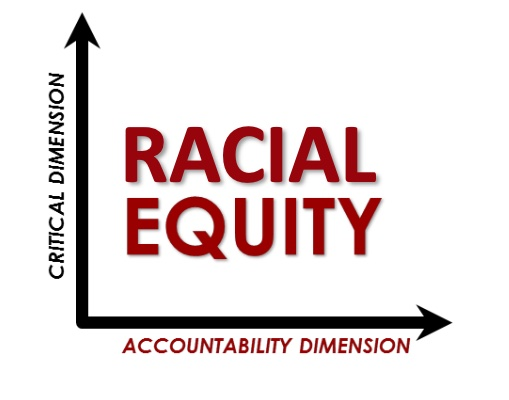 CRITICAL DIMENSION
RACIAL
EQUITY
ACCOUNTABILITY DIMENSION